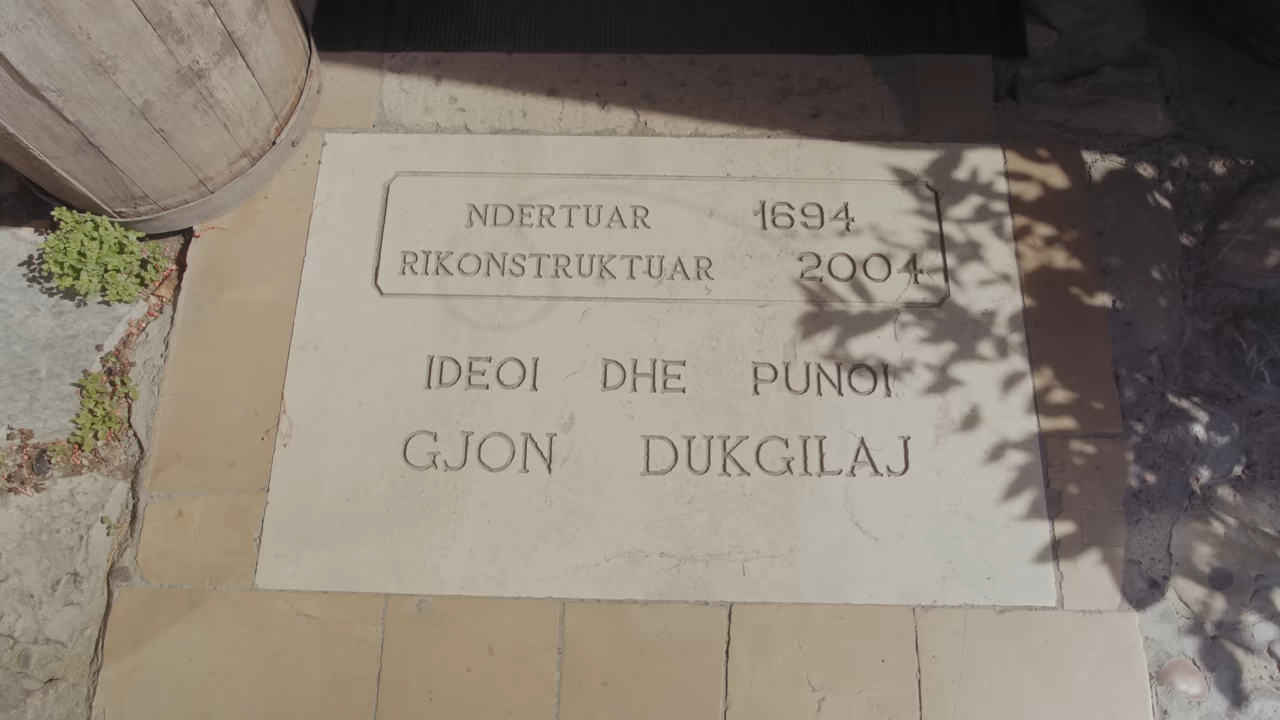 NDERTUAR 1694
RIKONSTRUKTUAR 2004
IDEOI DHE PUNOI
GJON DUKGILAJ